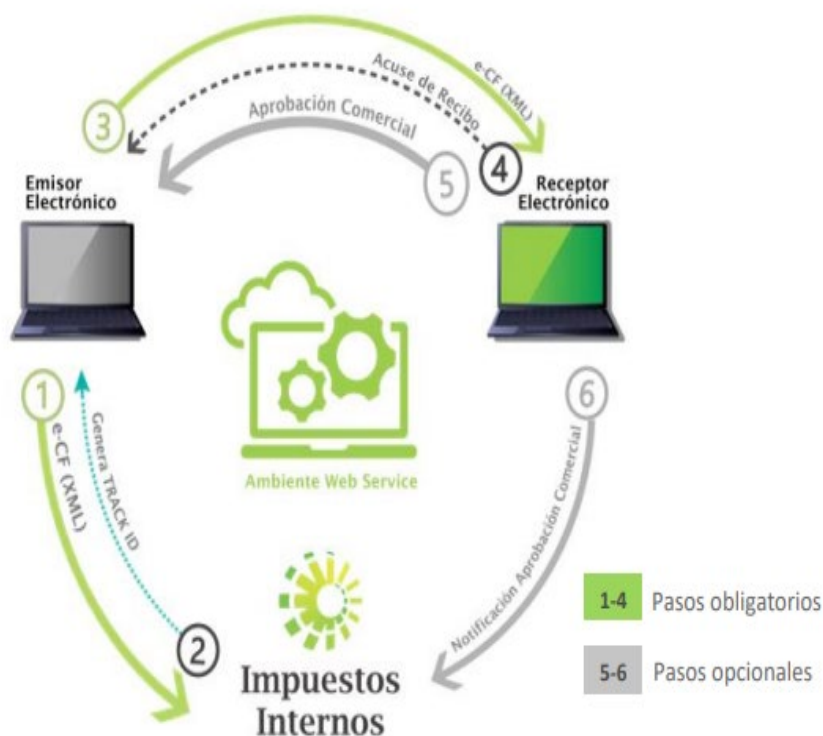 3
e-CF (XML)
Acuse de Recibo
Aprobación Comercial
4
5
Emisor
Electrónico
Receptor
Electrónico
1
6
e-CF (XML)
Genera TRACK ID
Ambiente Web Service
Notificación Aprobación Comercial
2
Impuestos
Internos
1-4 Pasos obligatorios
5-6 Pasos opcionales